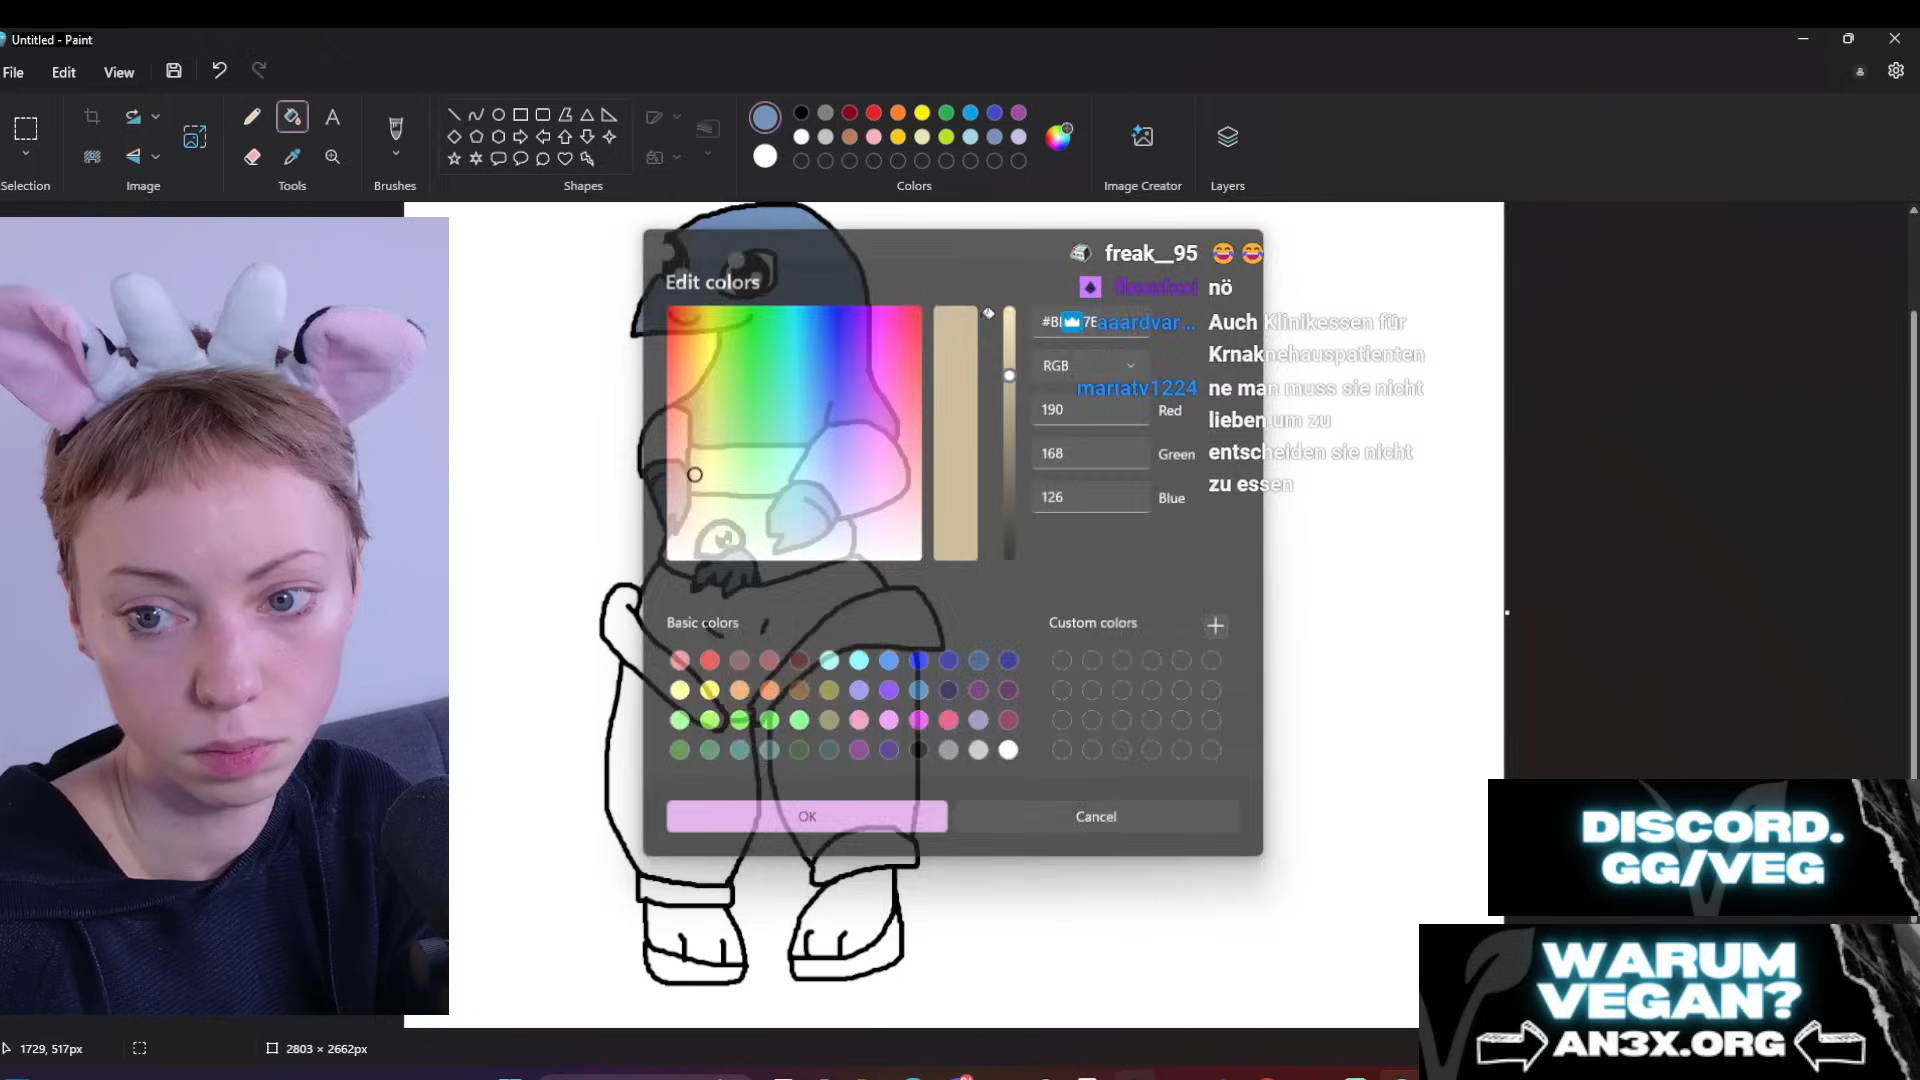 Untitled - Paint
File Edit View
Selection Image Tools Brushes Shapes Colors Image Creator Layers
Edit colors
RGB
190 Red
168 Green
126 Blue
Basic colors
Custom colors
OK
Cancel
freak__95 😂 😂
nö
aaardvar... Auch Klinikessen für
Krnaknehauspatienten
mariatv1224 ne man muss sie nicht
lieben um zu
entscheiden sie nicht
zu essen
DISCORD.
GG/VEG
WARUM
VEGAN?
AN3X.ORG
1729, 517px
2803 × 2662px